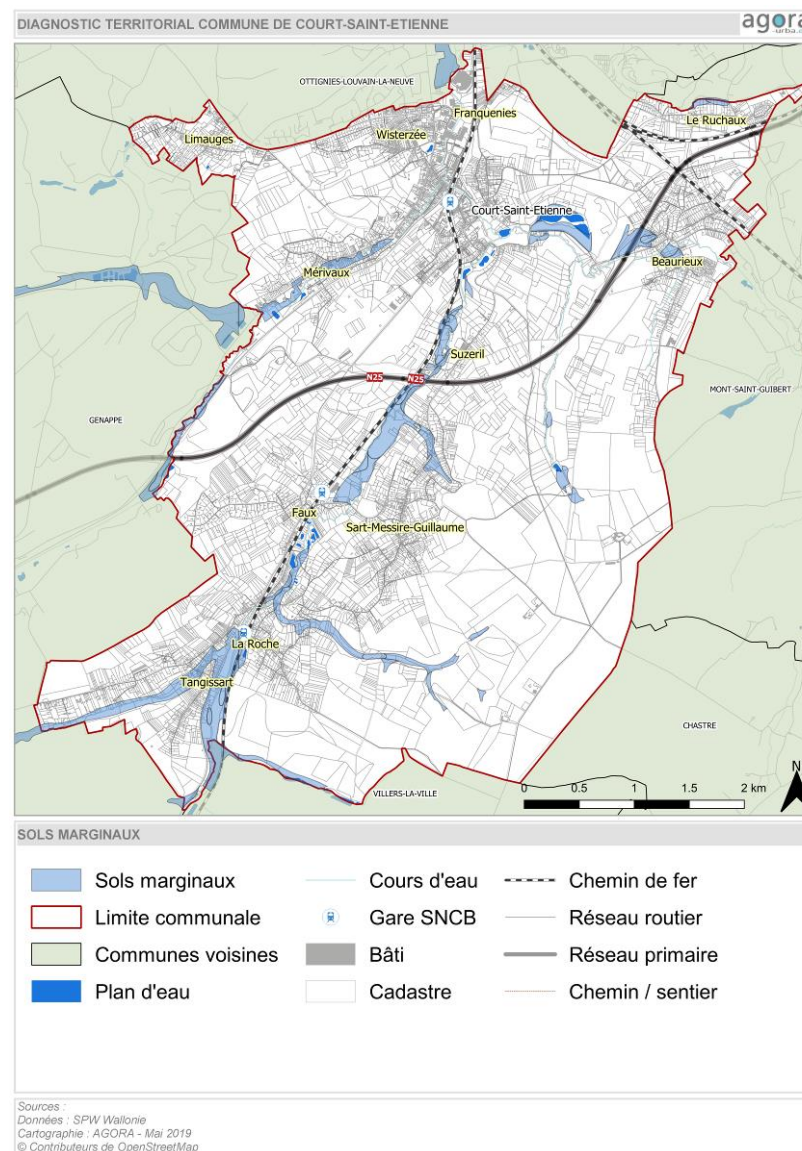 DIAGNOSTIC TERRITORIAL COMMUNE DE COURT-SAINT-ETIENNE
agora
OTTIGNIES-LOUVAIN-LA-NEUVE
Franquenies
Le Ruchaux
Wisterzée
Limauges
Court-Saint-Etienne
Beaurieux
Mérivaux
Suzeril
N25
N25
MONT-SAINT-GUIBERT
GENAPPE
Faux
Sart-Messire-Guillaume
La Roche
Tangissart
CHASTRE
N
VILLERS-LA-VILLE
0 0.5 1 1.5 2 km
SOLS MARGINAUX
Sols marginaux Cours d'eau Chemin de fer
Limite communale Gare SNCB Réseau routier
Communes voisines Bâti Réseau primaire
Plan d'eau Cadastre Chemin / sentier
Sources :
Données : SPW Wallonie
Cartographie : AGORA - Mai 2019
© Contributeurs de OpenStreetMap